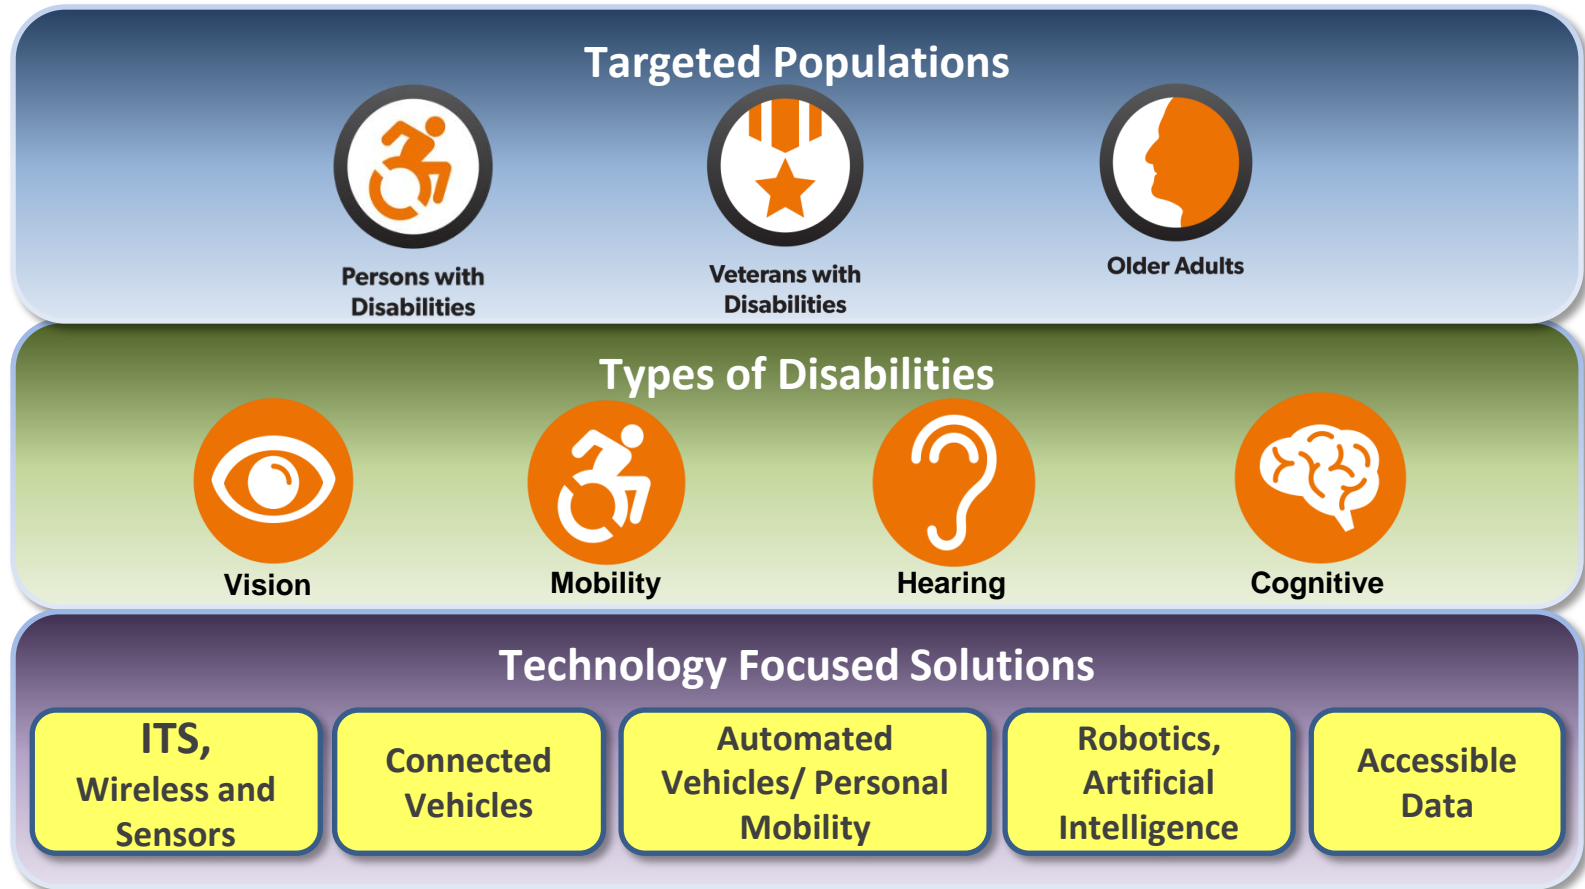 Targeted Populations
Persons with
Disabilities
Veterans with
Disabilities
Older Adults
Types of Disabilities
Vision
Mobility
Hearing
Cognitive
Technology Focused Solutions
ITS,
Wireless and
Sensors
Connected
Vehicles
Automated
Vehicles/ Personal
Mobility
Robotics,
Artificial
Intelligence
Accessible
Data